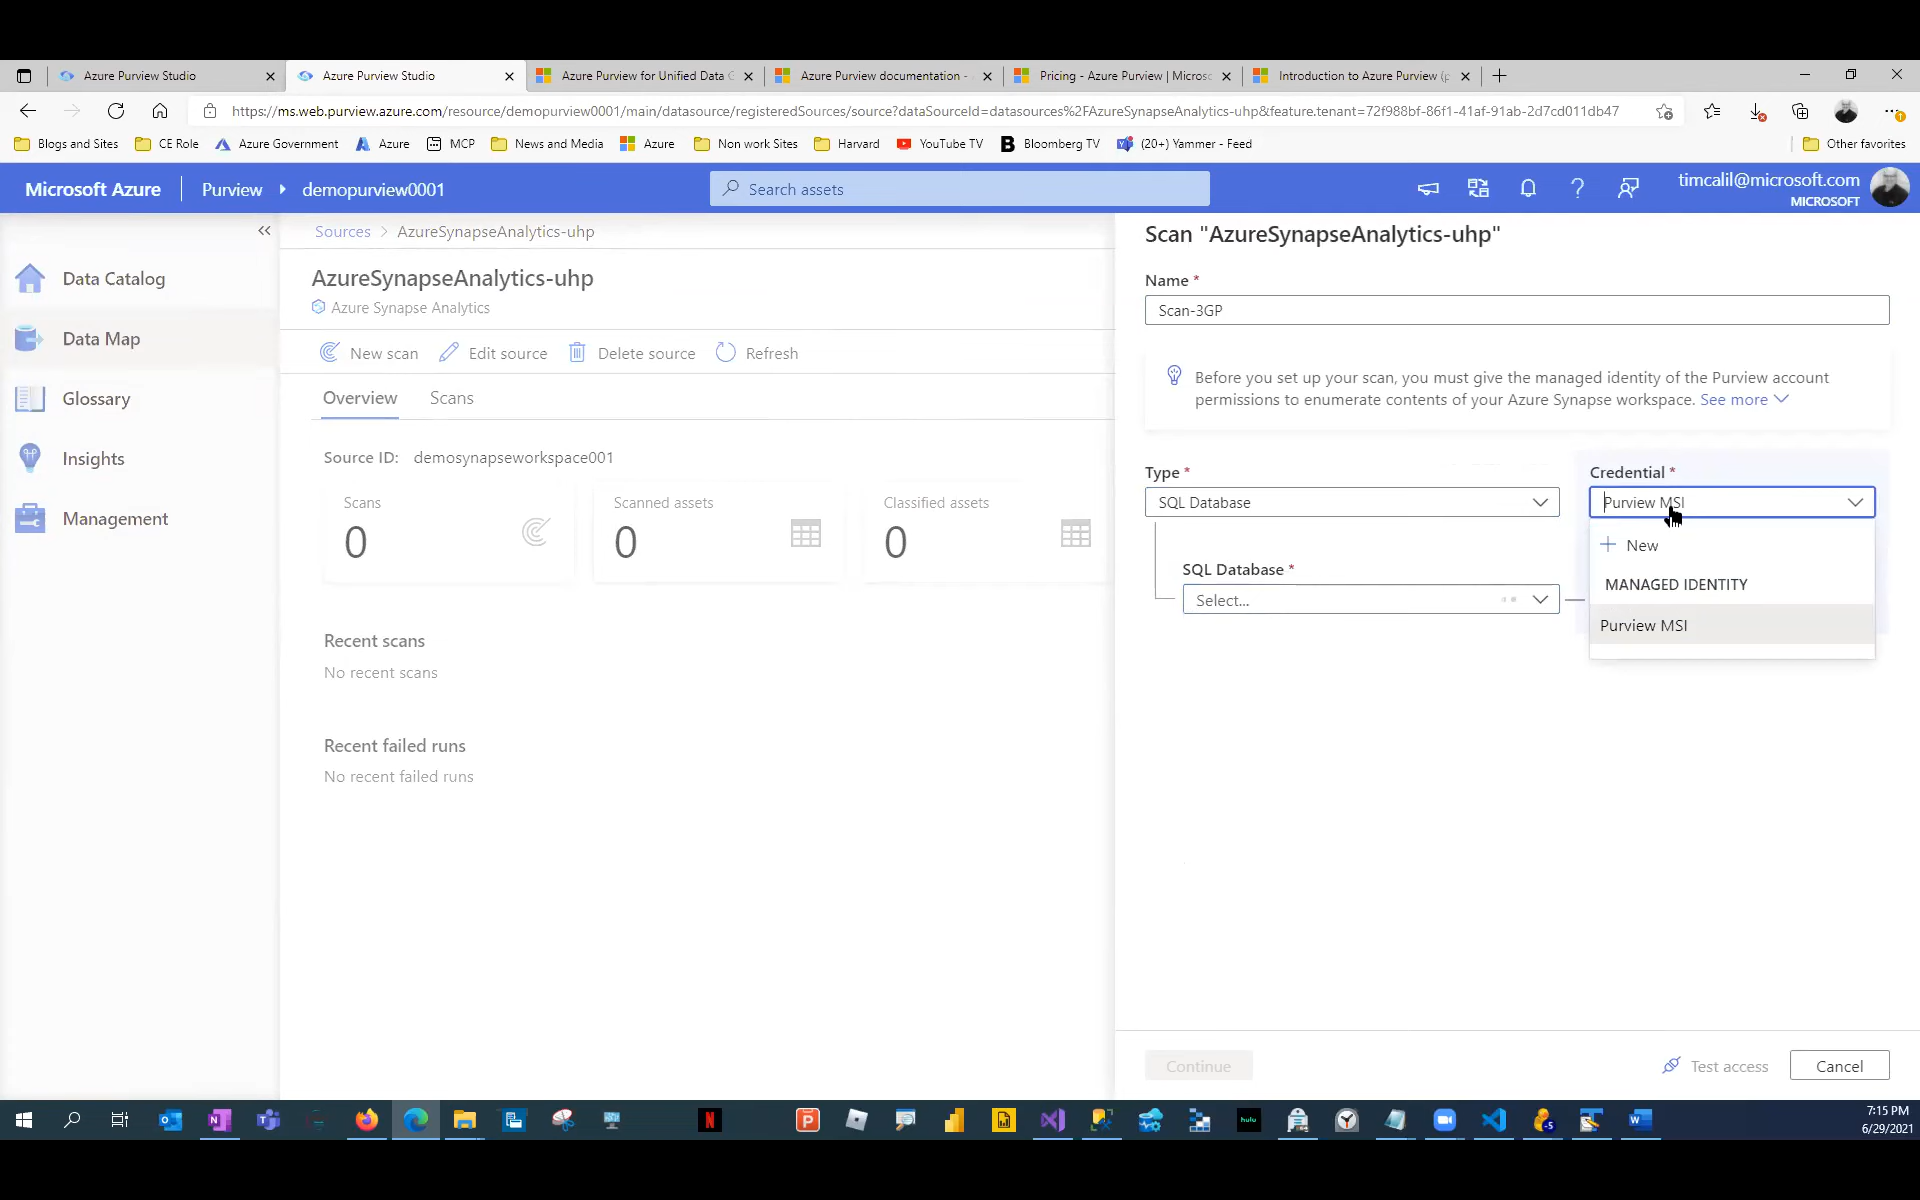 Azure Purview Studio
Azure Purview Studio
Azure Purview for Unified Data G
Azure Purview documentation -
Pricing - Azure Purview | Microso
Introduction to Azure Purview (p
https://ms.web.purview.azure.com/resource/demopurview0001/main/datasource/registeredSources/source?dataSourceId=datasources%2FAzureSynapseAnalytics-uhp&feature.tenant=72f988bf-86f1-41af-91ab-2d7cd011db47
Blogs and Sites
CE Role
Azure Government
Azure
MCP
News and Media
Azure
Non work Sites
Harvard
YouTube TV
Bloomberg TV
(20+) Yammer - Feed
Other favorites
Microsoft Azure
Purview
demopurview0001
Search assets
timcalil@microsoft.com
MICROSOFT
Data Catalog
Data Map
Glossary
Insights
Management
Sources > AzureSynapseAnalytics-uhp
AzureSynapseAnalytics-uhp
Azure Synapse Analytics
New scan
Edit source
Delete source
Refresh
Overview
Scans
Source ID: demosynapseworkspace001
Scans
0
Scanned assets
0
Classified assets
0
Recent scans
No recent scans
Recent failed runs
No recent failed runs
Scan "AzureSynapseAnalytics-uhp"
Name *
Scan-3GP
Before you set up your scan, you must give the managed identity of the Purview account
permissions to enumerate contents of your Azure Synapse workspace. See more
Type *
SQL Database
Credential *
Purview MSI
New
MANAGED IDENTITY
Purview MSI
SQL Database *
Select...
Continue
Test access
Cancel
hulu
-5
7:15 PM
6/29/2021